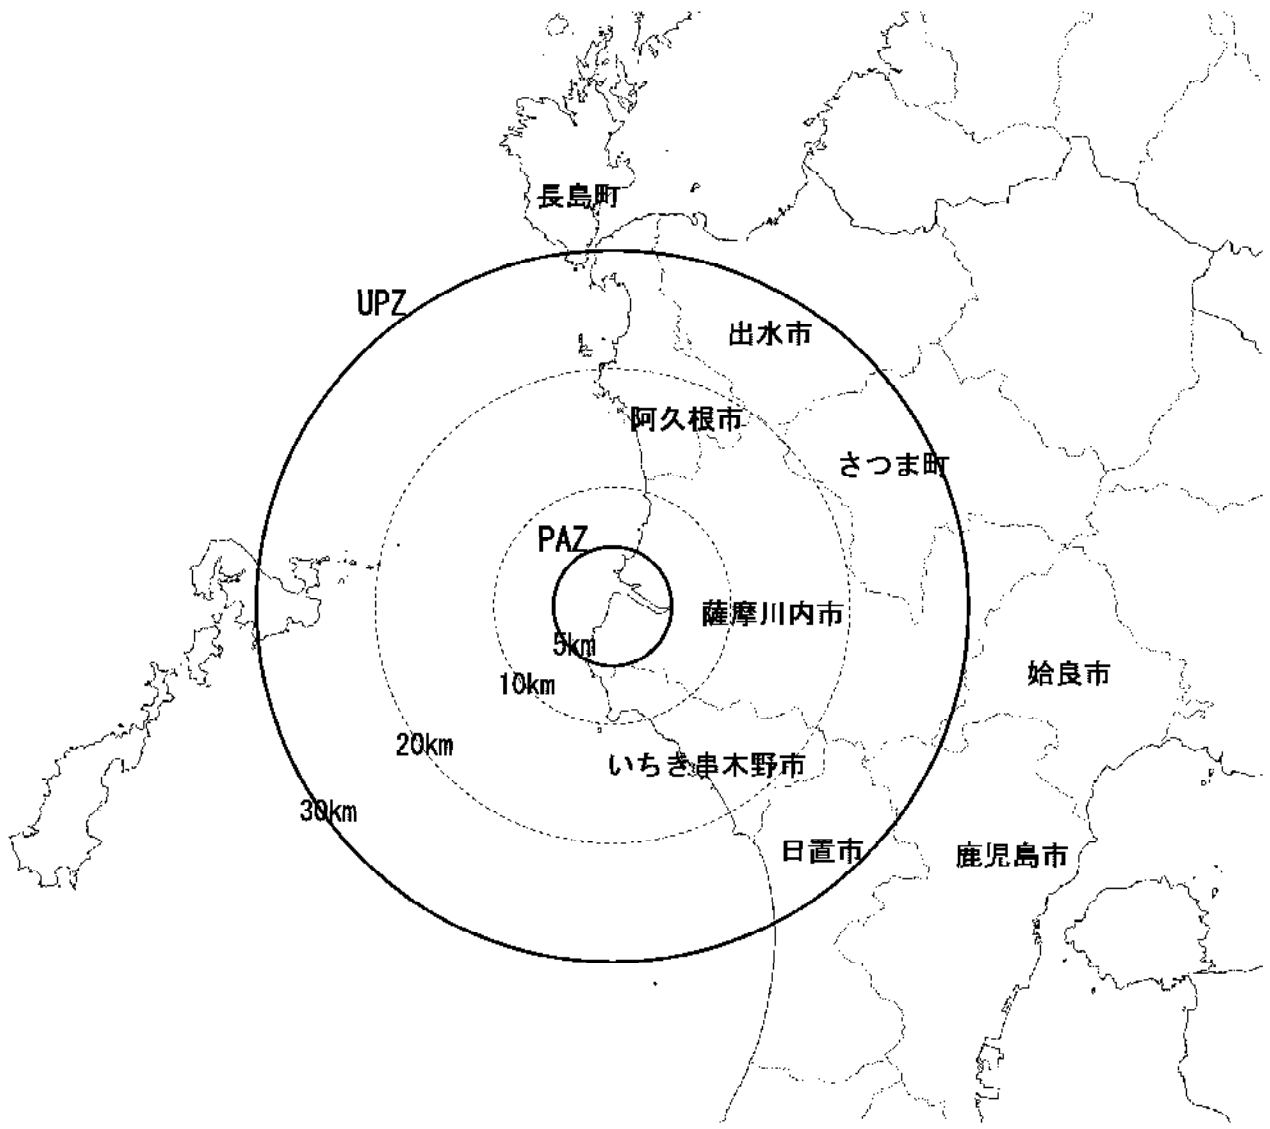 長島町
UPZ
出水市
阿久根市
さつま町
PAZ
薩摩川内市
5km
姶良市
10km
20km
いちき串木野市
30km
日置市
鹿児島市